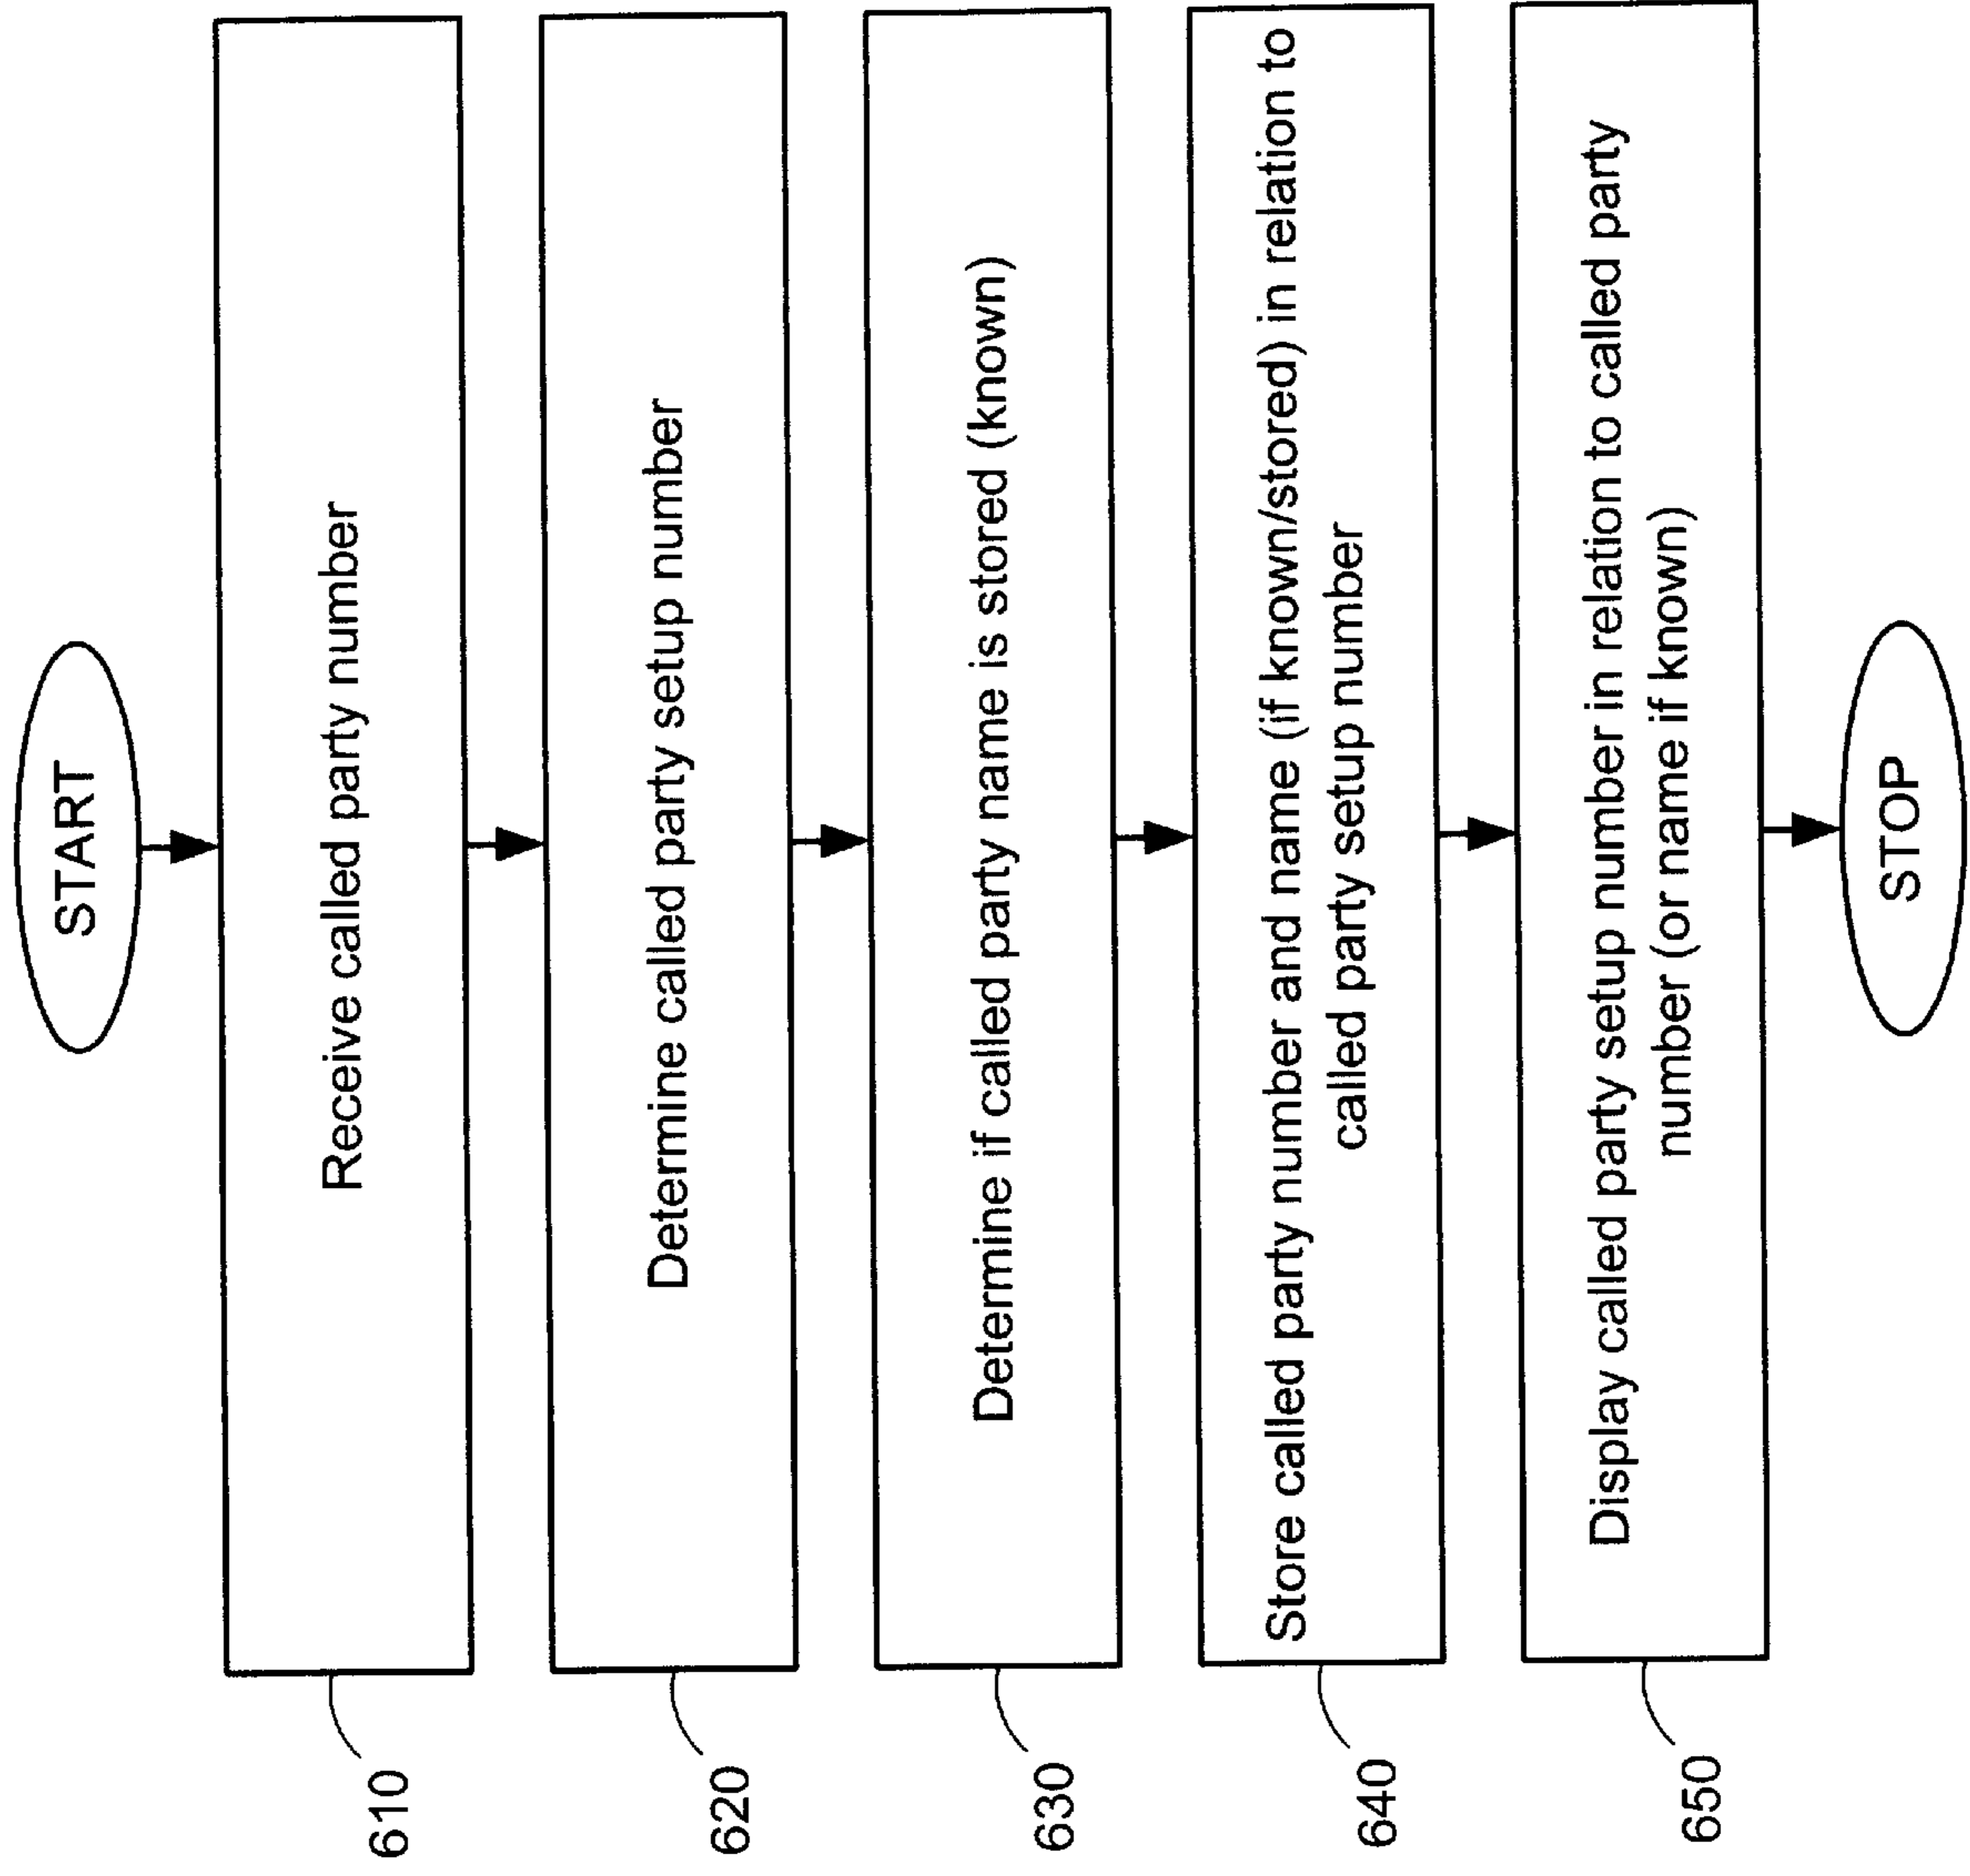 START
610
Receive called party number
620
Determine called party setup number
630
Determine if called party name is stored (known)
640
Store called party number and name (if known/stored) in relation to
called party setup number
650
Display called party setup number in relation to called party
number (or name if known)
STOP